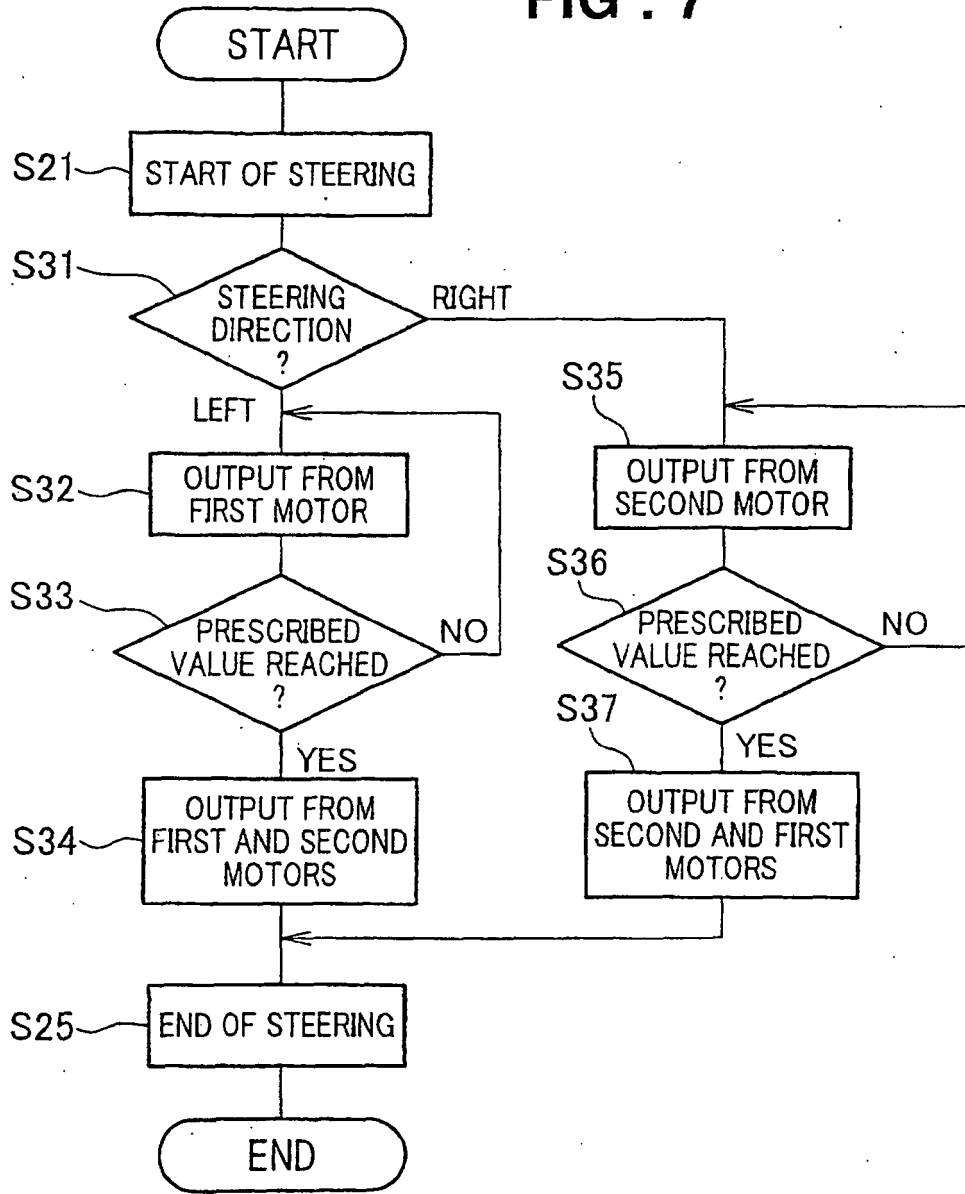 FIG . 7
START
S21
START OF STEERING
S31
STEERING
DIRECTION
?
RIGHT
LEFT
S32
OUTPUT FROM
FIRST MOTOR
S33
PRESCRIBED
VALUE REACHED
?
NO
YES
S34
OUTPUT FROM
FIRST AND SECOND
MOTORS
S35
OUTPUT FROM
SECOND MOTOR
S36
PRESCRIBED
VALUE REACHED
?
NO
YES
S37
OUTPUT FROM
SECOND AND FIRST
MOTORS
S25
END OF STEERING
END